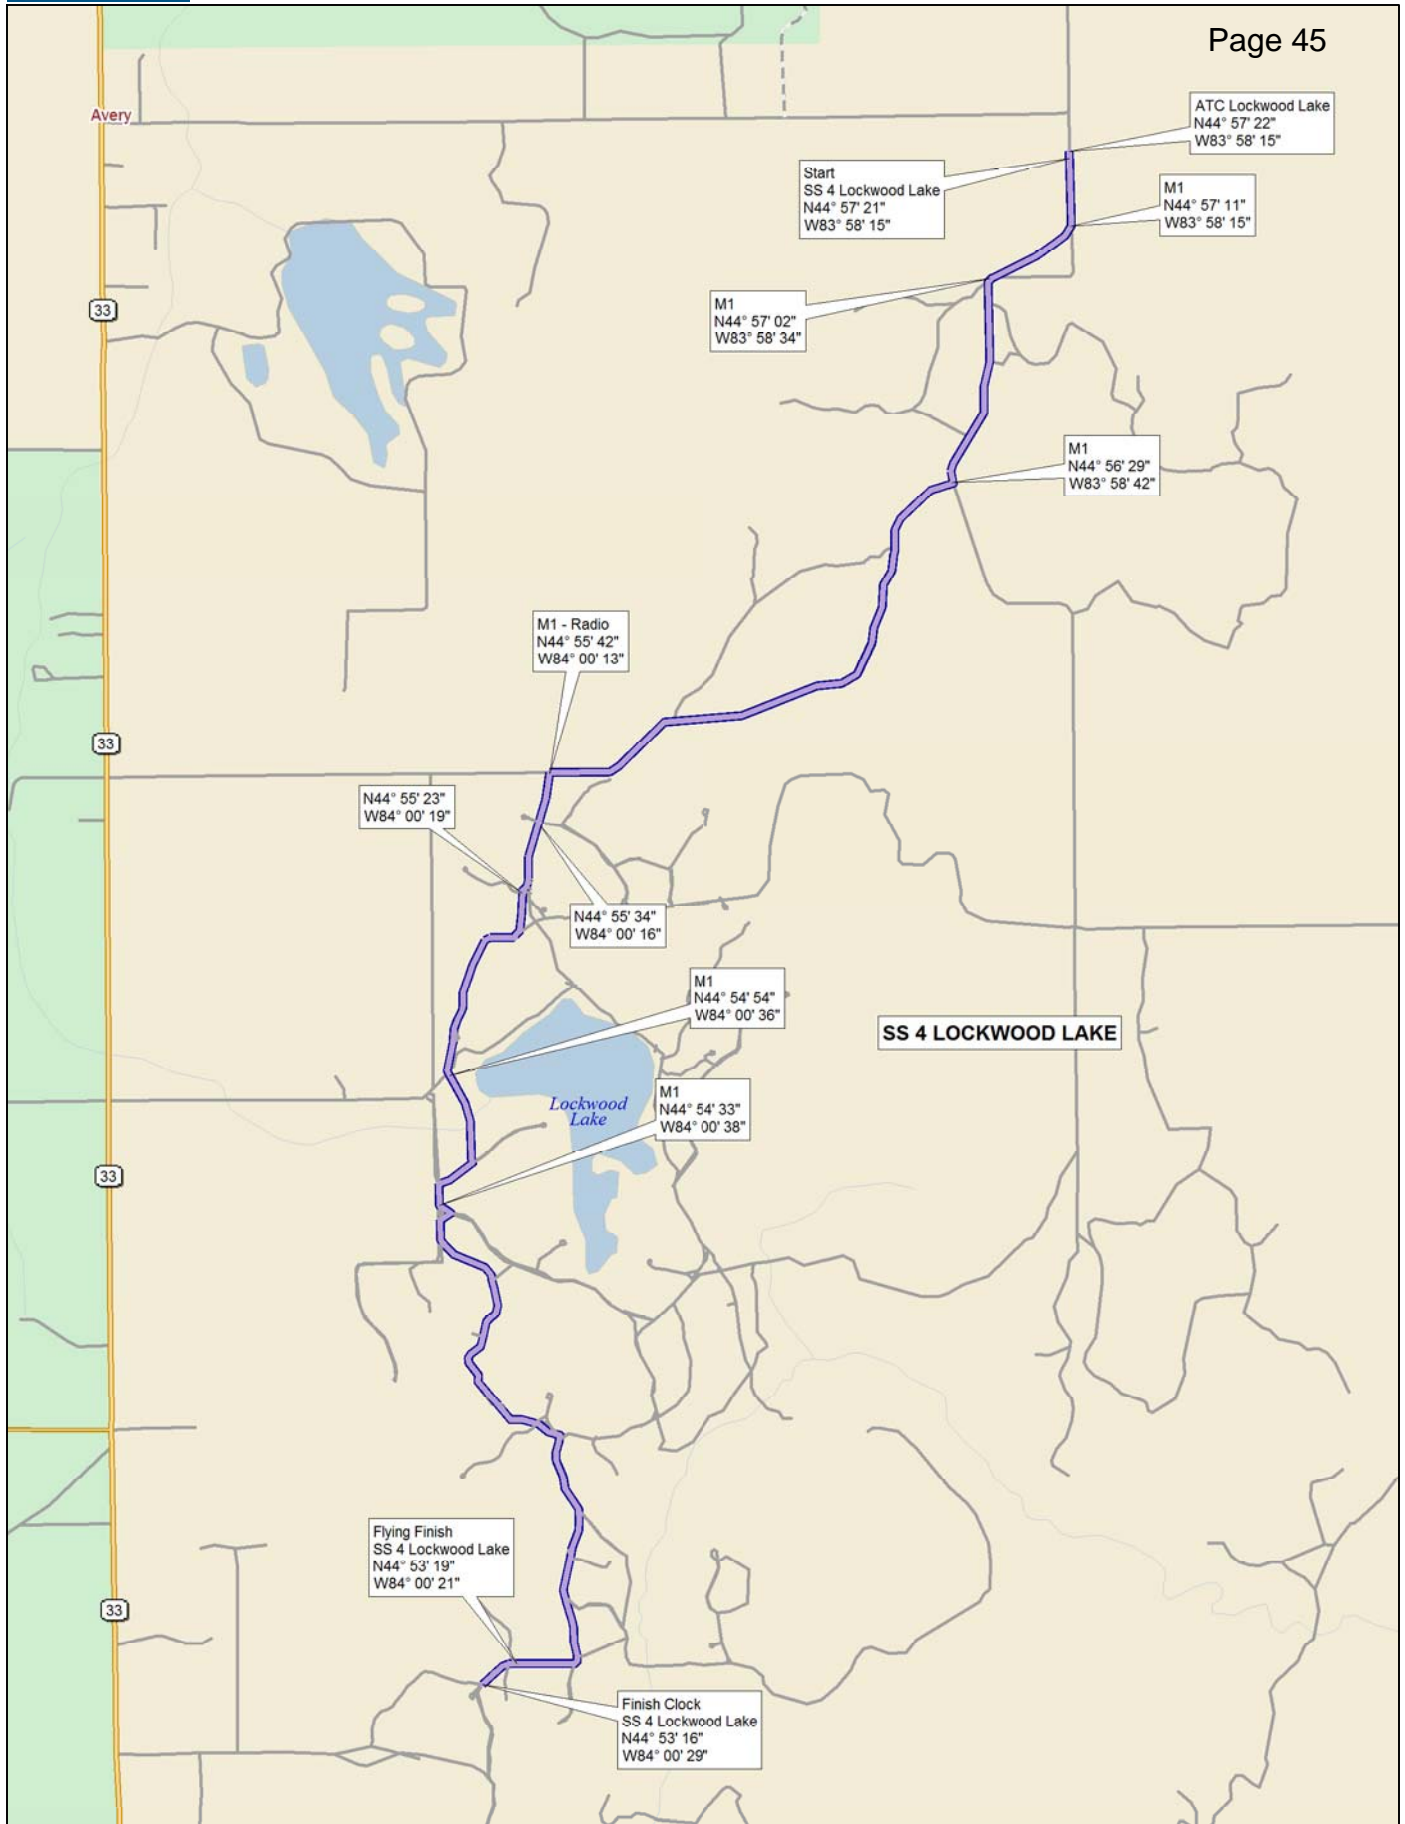 Page 45
Avery
ATC Lockwood Lake
N44° 57' 22"
W83° 58' 15"
Start
SS 4 Lockwood Lake
N44° 57' 21"
W83° 58' 15"
M1
N44° 57' 11"
W83° 58' 15"
M1
N44° 57' 02"
W83° 58' 34"
33
M1
N44° 56' 29"
W83° 58' 42"
M1 - Radio
N44° 55' 42"
W84° 00' 13"
33
N44° 55' 23"
W84° 00' 19"
N44° 55' 34"
W84° 00' 16"
M1
N44° 54' 54"
W84° 00' 36"
SS 4 LOCKWOOD LAKE
Lockwood
Lake
M1
N44° 54' 33"
W84° 00' 38"
33
Flying Finish
SS 4 Lockwood Lake
N44° 53' 19"
W84° 00' 21"
33
Finish Clock
SS 4 Lockwood Lake
N44° 53' 16"
W84° 00' 29"